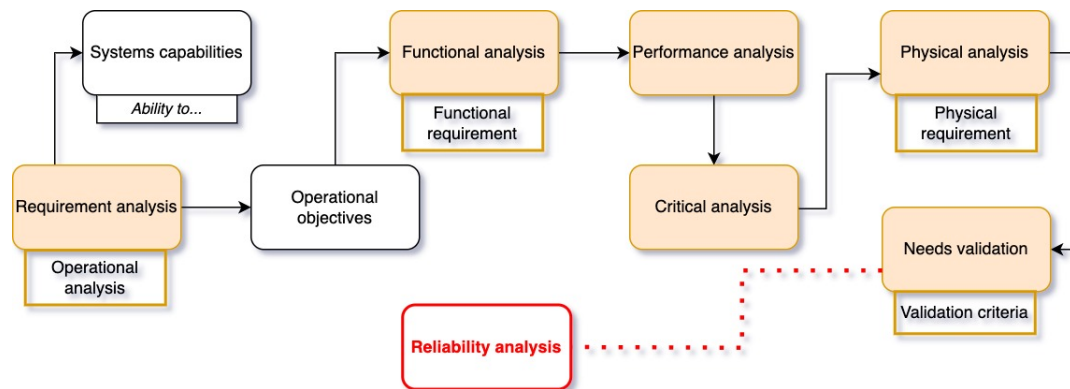 Systems capabilities
Ability to...
Functional analysis
Functional
requirement
Performance analysis
Physical analysis
Physical
requirement
Requirement analysis
Operational
analysis
Operational
objectives
Critical analysis
Needs validation
Validation criteria
Reliability analysis